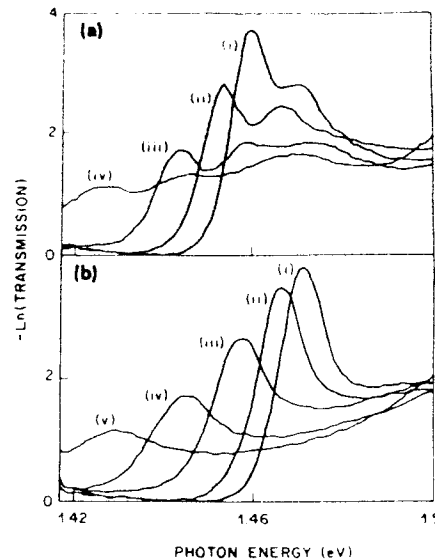 (a)
4
(i)
(ii)
2
(iii)
(iv)
0
-Ln(TRANSMISSION)
(b)
(i)
(ii)
(iii)
2
(iv)
(v)
0
1.42
1.46
PHOTON ENERGY (eV)